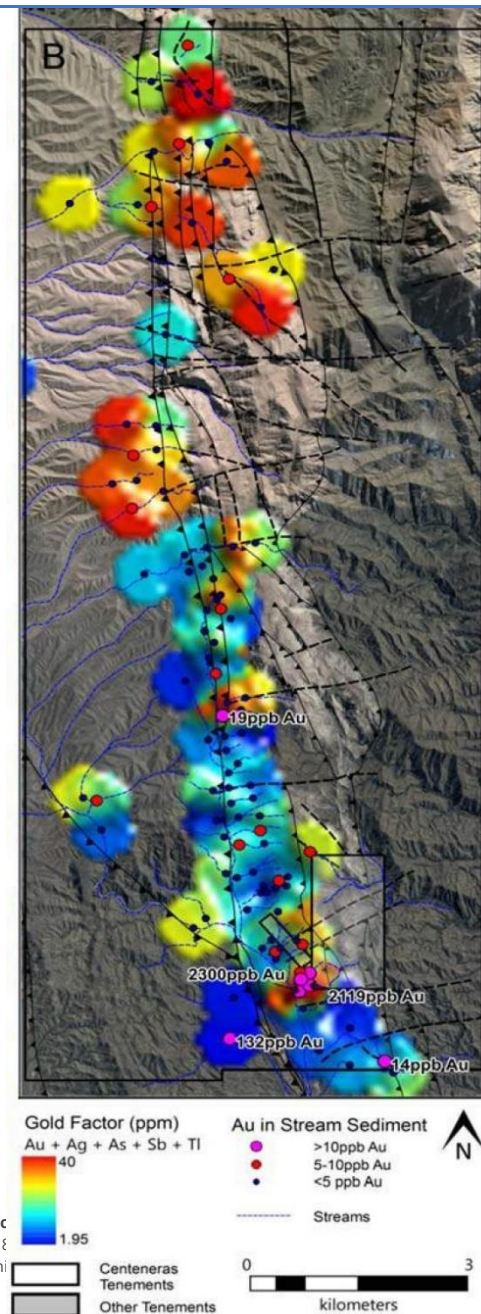 B
19ppb Au
2300ppb Au
2119ppb Au
132ppb Au
14ppb Au
Gold Factor (ppm)
Au + Ag + As + Sb + Tl
40
1.95
Au in Stream Sediment
>10ppb Au
5-10ppb Au
<5 ppb Au
Streams
N
Centeneras
Tenements
Other Tenements
0
3
kilometers